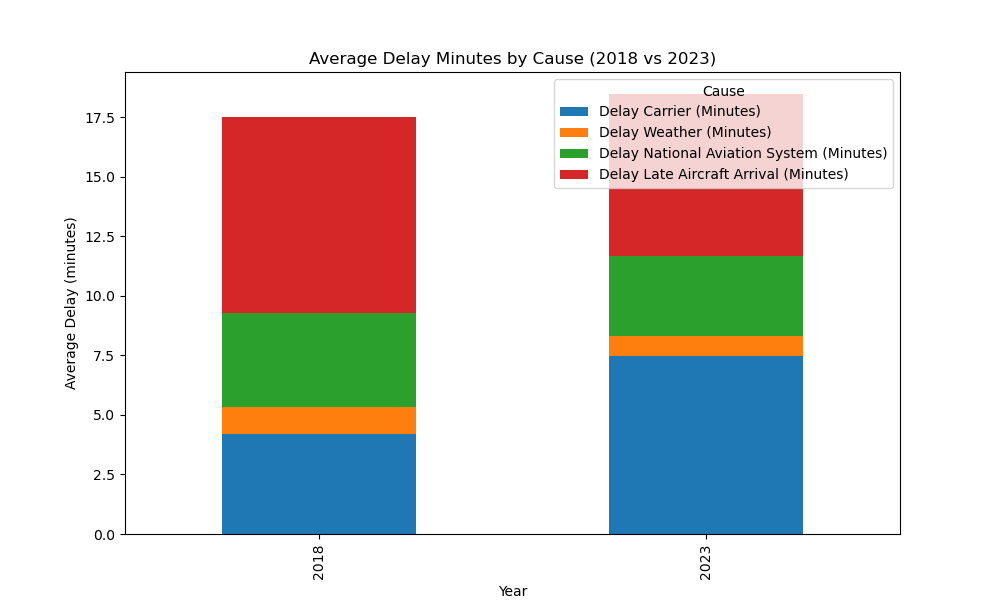 Average Delay Minutes by Cause (2018 vs 2023)
Cause
Delay Carrier (Minutes)
Delay Weather (Minutes)
Delay National Aviation System (Minutes)
Delay Late Aircraft Arrival (Minutes)
Average Delay (minutes)
17.5
15.0
12.5
10.0
7.5
5.0
2.5
0.0
2018
2023
Year